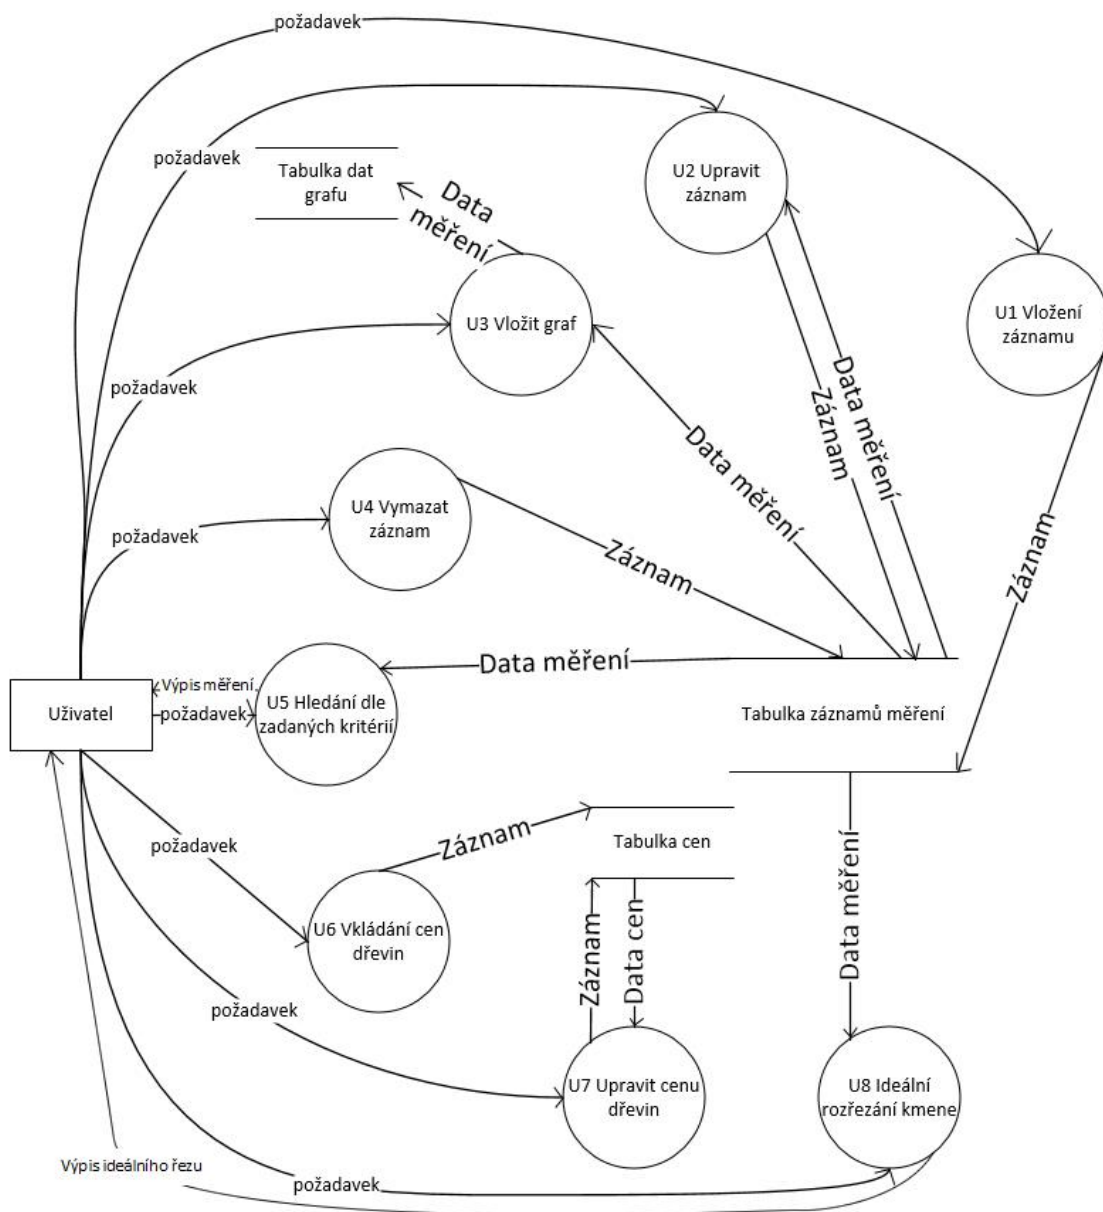 požadavek
požadavek
Tabulka dat
grafu
Data
měření
U2 Upravit
záznam
U1 Vložení
záznamu
U3 Vložit graf
požadavek
Data měření
Záznam
Data měření
U4 Vymazat
záznam
požadavek
Záznam
Záznam
Data měření
Výpis měření
U5 Hledání dle
zadaných kritérií
Uživatel
požadavek
Tabulka záznamů měření
požadavek
Záznam
Tabulka cen
U6 Vkládání cen
dřevin
Záznam
Data cen
Data měření
požadavek
U7 Upravit cenu
dřevin
U8 Ideální
rozřezání kmene
Výpis ideálního řezu
požadavek